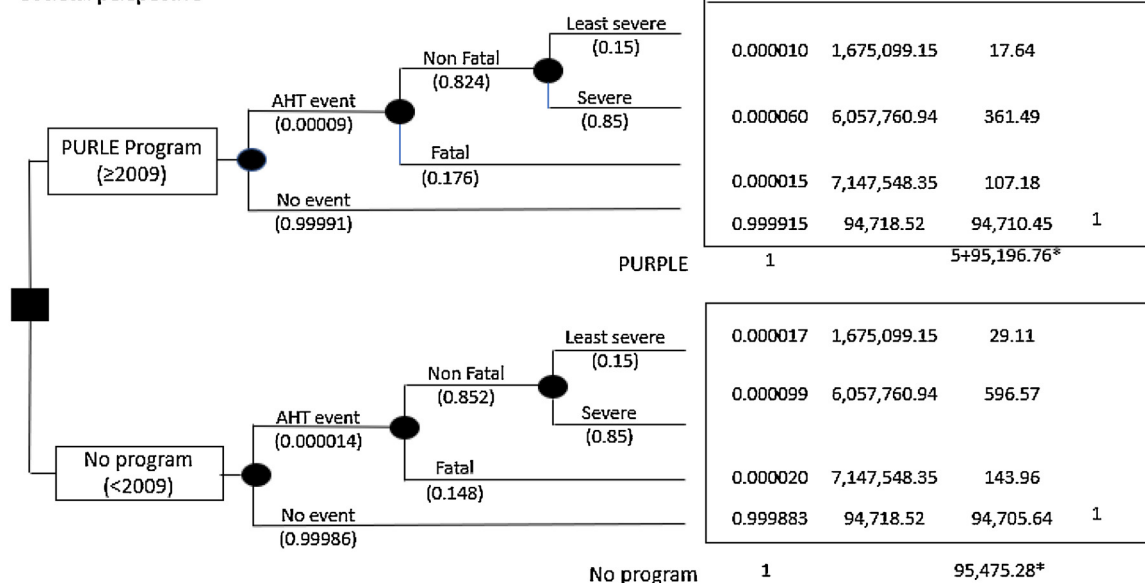 Least severe
(0.15)
0.000010 1,675,099.15 17.64
Non Fatal
(0.824)
AHT event
(0.00009)
Severe
(0.85)
0.000060 6,057,760.94 361.49
PURLE Program
(≥2009)
Fatal
(0.176)
0.000015 7,147,548.35 107.18
No event
(0.99991)
0.999915 94,718.52 94,710.45 1
PURPLE 1 5+95,196.76*
Least severe
(0.15)
0.000017 1,675,099.15 29.11
Non Fatal
(0.852)
0.000099 6,057,760.94 596.57
AHT event
(0.000014)
Severe
(0.85)
No program
(<2009)
Fatal
(0.148)
0.000020 7,147,548.35 143.96
No event
(0.99986)
0.999883 94,718.52 94,705.64 1
No program 1 95,475.28*